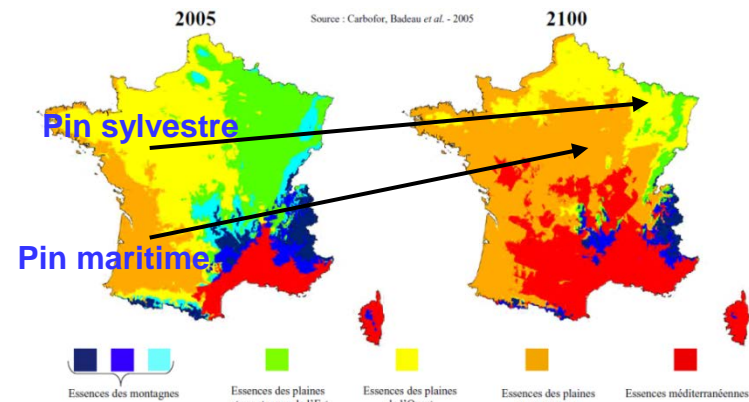 2005
Source : Carbofor, Badeau et al. - 2005
2100
Pin sylvestre
Pin maritime
Essences des montagnes
Essences des plaines
Essences des plaines
Essences des plaines
Essences méditerranéennes